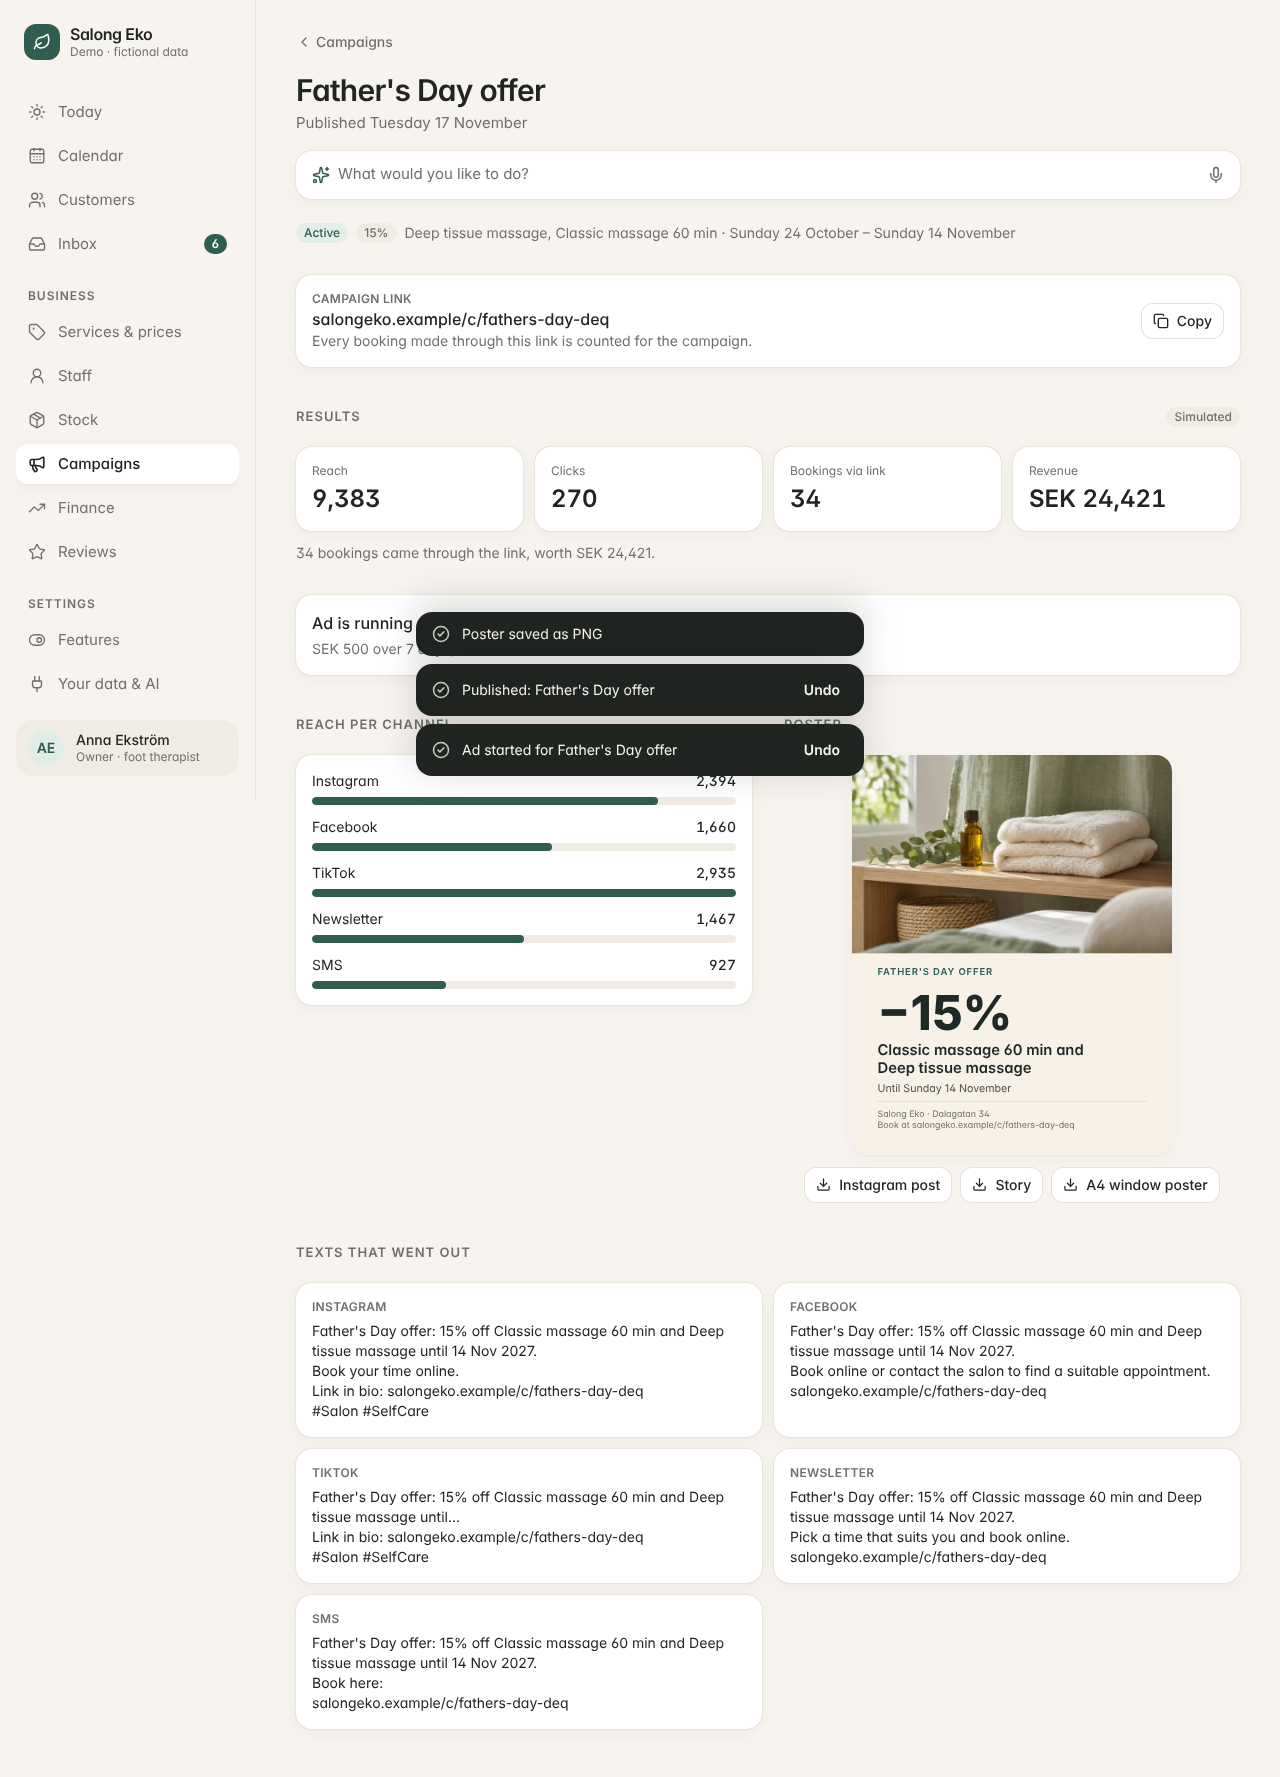 Salong Eko
Demo · fictional data
Today
Calendar
Customers
Inbox
6
BUSINESS
Services & prices
Staff
Stock
Campaigns
Finance
Reviews
SETTINGS
Features
Your data & AI
AE
Anna Ekström
Owner · foot therapist
Campaigns
Father's Day offer
Published Tuesday 17 November
What would you like to do?
Active
15%
Deep tissue massage, Classic massage 60 min · Sunday 24 October – Sunday 14 November
CAMPAIGN LINK
salongeko.example/c/fathers-day-deq
Every booking made through this link is counted for the campaign.
Copy
RESULTS
Simulated
Reach
9,383
Clicks
270
Bookings via link
34
Revenue
SEK 24,421
34 bookings came through the link, worth SEK 24,421.
Ad is running
SEK 500 over 7
Poster saved as PNG
Published: Father's Day offer
Undo
Ad started for Father's Day offer
Undo
REACH PER CHANNEL
Instagram
2,394
Facebook
1,660
TikTok
2,935
Newsletter
1,467
SMS
927
POSTER
FATHER'S DAY OFFER
−15%
Classic massage 60 min and
Deep tissue massage
Until Sunday 14 November
Salong Eko · Dalagatan 34
Book at salongeko.example/c/fathers-day-deq
Instagram post
Story
A4 window poster
TEXTS THAT WENT OUT
INSTAGRAM
Father's Day offer: 15% off Classic massage 60 min and Deep
tissue massage until 14 Nov 2027.
Book your time online.
Link in bio: salongeko.example/c/fathers-day-deq
#Salon #SelfCare
FACEBOOK
Father's Day offer: 15% off Classic massage 60 min and Deep
tissue massage until 14 Nov 2027.
Book online or contact the salon to find a suitable appointment.
salongeko.example/c/fathers-day-deq
TIKTOK
Father's Day offer: 15% off Classic massage 60 min and Deep
tissue massage until...
Link in bio: salongeko.example/c/fathers-day-deq
#Salon #SelfCare
NEWSLETTER
Father's Day offer: 15% off Classic massage 60 min and Deep
tissue massage until 14 Nov 2027.
Pick a time that suits you and book online.
salongeko.example/c/fathers-day-deq
SMS
Father's Day offer: 15% off Classic massage 60 min and Deep
tissue massage until 14 Nov 2027.
Book here:
salongeko.example/c/fathers-day-deq